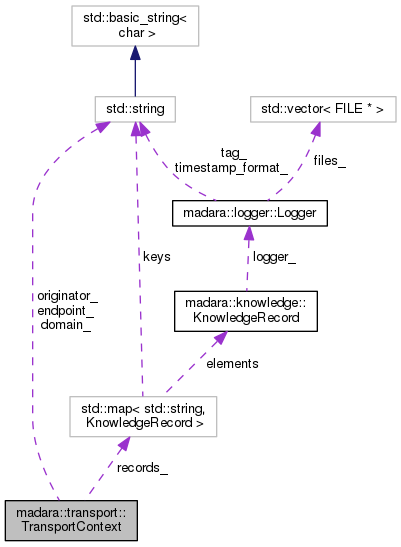 std::basic_string<
char >
std::string
std::vector< FILE * >
tag_
timestamp_format_
files_
madara::logger::Logger
keys
logger_
originator_
endpoint_
domain_
madara::knowledge::
KnowledgeRecord
elements
std::map< std::string,
KnowledgeRecord >
records_
madara::transport::
TransportContext